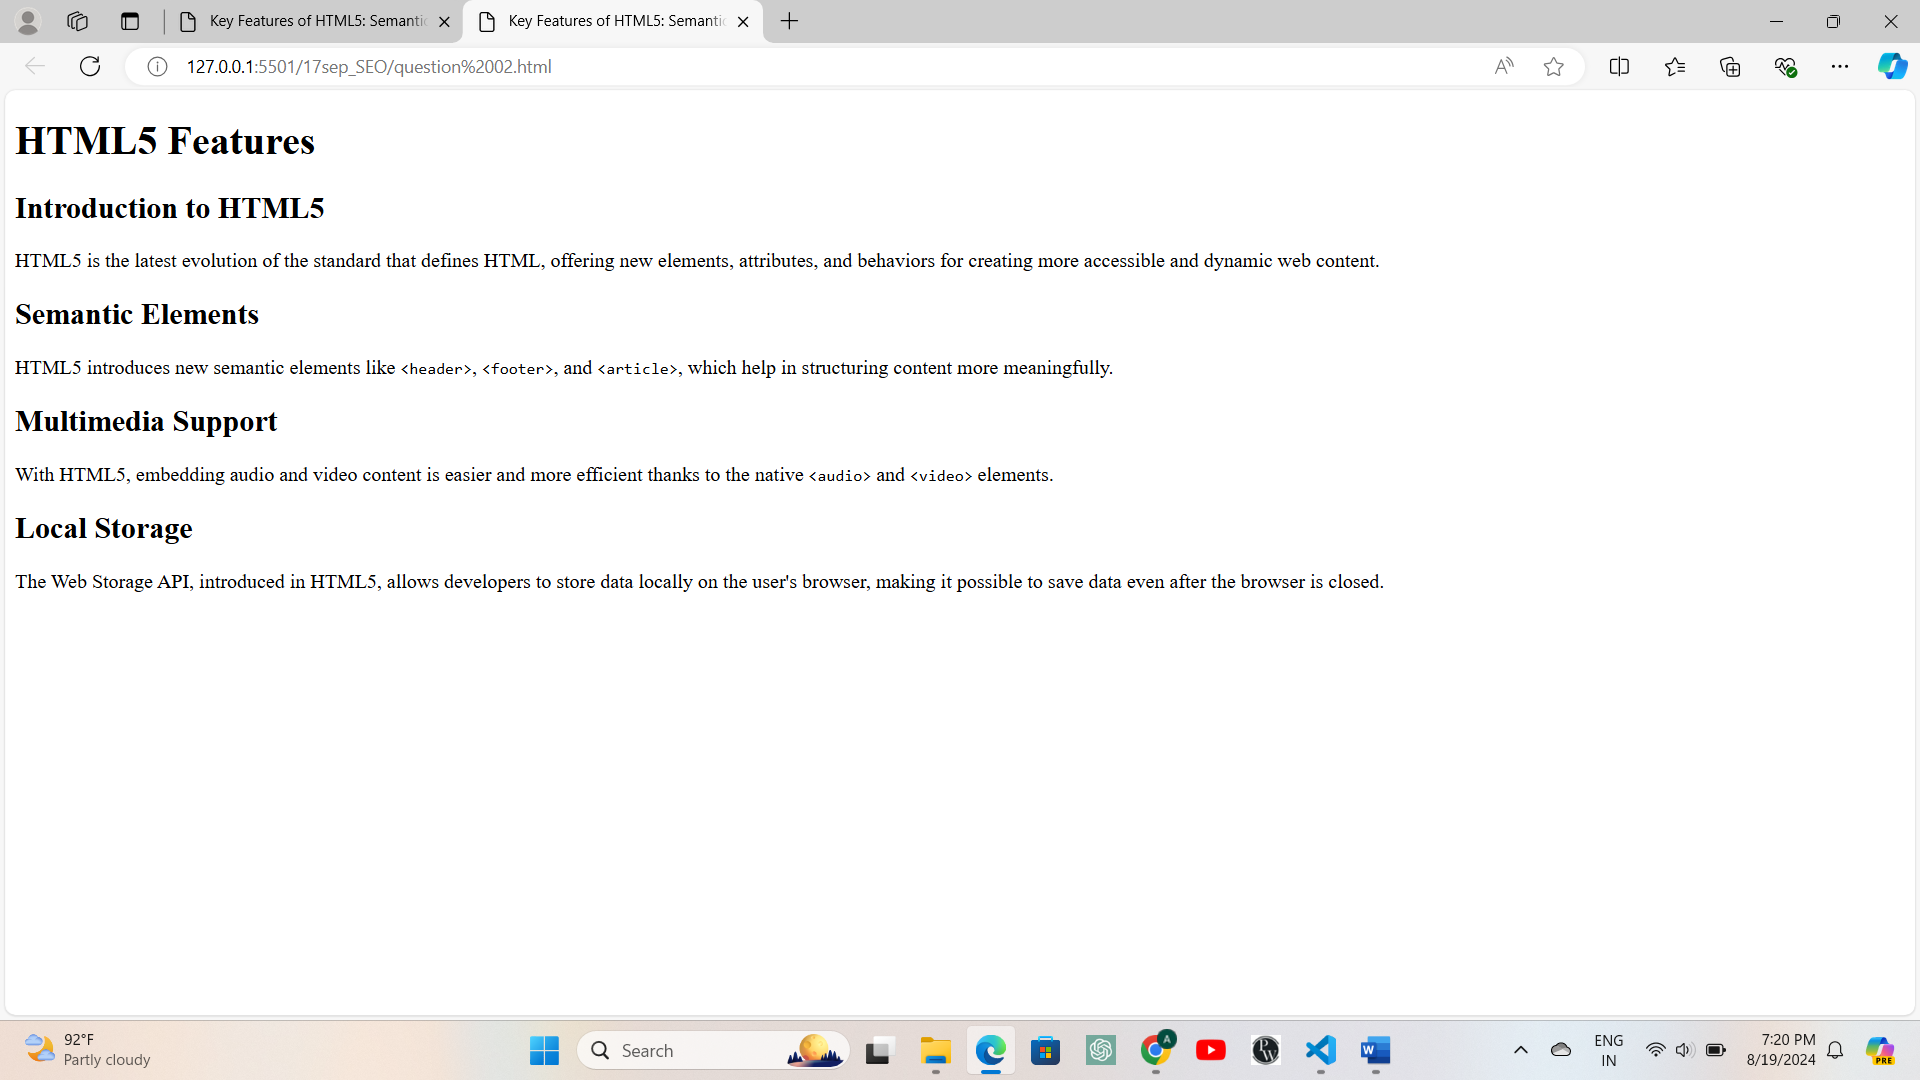 Key Features of HTML5: Semantic
Key Features of HTML5: Semantic
127.0.0.1:5501/17sep_SEO/question%2002.html
HTML5 Features
Introduction to HTML5
HTML5 is the latest evolution of the standard that defines HTML, offering new elements, attributes, and behaviors for creating more accessible and dynamic web content.
Semantic Elements
HTML5 introduces new semantic elements like <header>, <footer>, and <article>, which help in structuring content more meaningfully.
Multimedia Support
With HTML5, embedding audio and video content is easier and more efficient thanks to the native <audio> and <video> elements.
Local Storage
The Web Storage API, introduced in HTML5, allows developers to store data locally on the user's browser, making it possible to save data even after the browser is closed.
92°F
Partly cloudy
Search
A
W
PW
ENG
IN
7:20 PM
8/19/2024
PRE